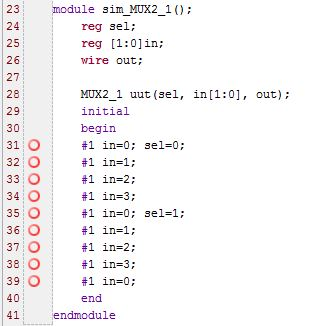 23 module sim_MUX2_1();
24 reg sel;
25 reg [1:0]in;
26 wire out;
27
28 MUX2_1 uut(sel, in[1:0], out);
29 initial
30 begin
31 #1 in=0; sel=0;
32 #1 in=1;
33 #1 in=2;
34 #1 in=3;
35 #1 in=0; sel=1;
36 #1 in=1;
37 #1 in=2;
38 #1 in=3;
39 #1 in=0;
40 end
41 endmodule